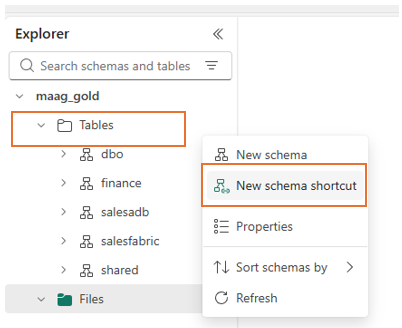 Explorer
Search schemas and tables
maag_gold
Tables
dbo
finance
salesadb
salesfabric
shared
Files
New schema
New schema shortcut
Properties
Sort schemas by
Refresh